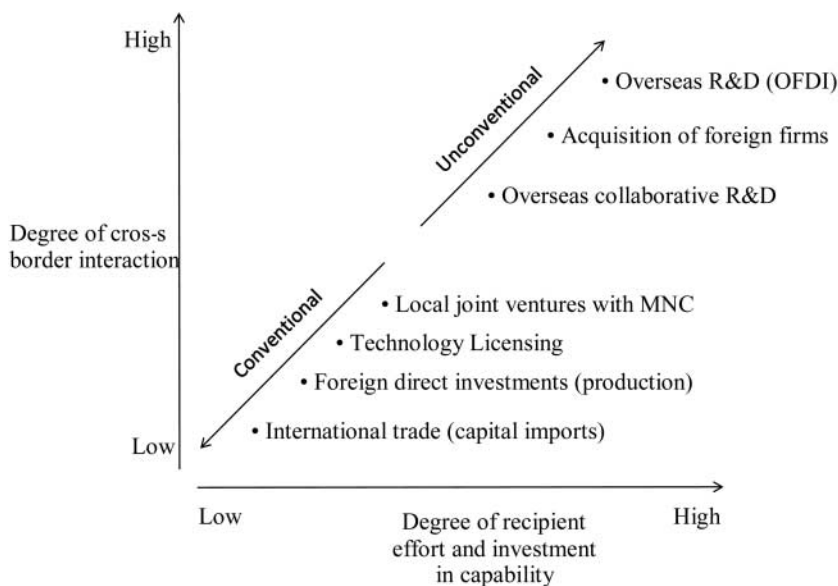 High
Unconventional
• Overseas R&D (OFDI)
• Acquisition of foreign firms
• Overseas collaborative R&D
Degree of cros-s
border interaction
Conventional
• Local joint ventures with MNC
• Technology Licensing
• Foreign direct investments (production)
• International trade (capital imports)
Low
Low
Degree of recipient
effort and investment
in capability
High